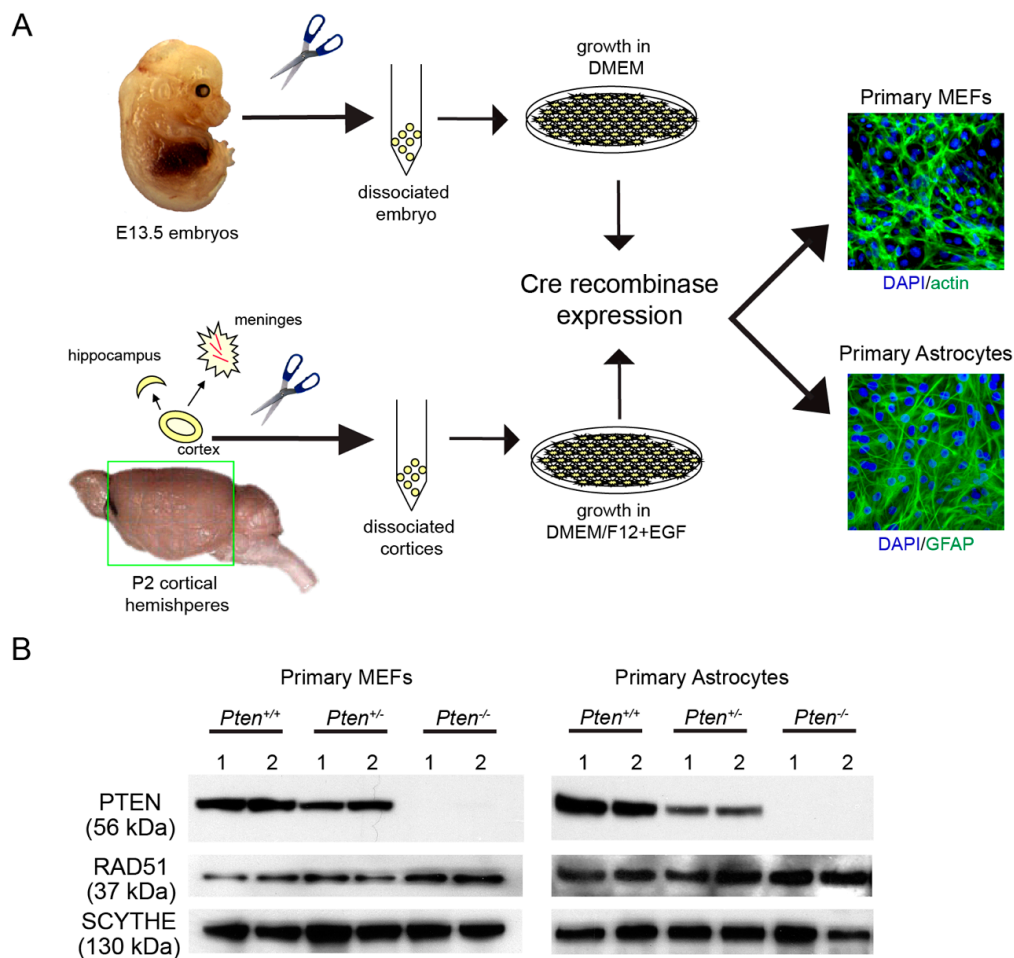 A
E13.5 embryos
dissociated
embryo
growth in
DMEM
Primary MEFs
DAPI/actin
Cre recombinase
expression
hippocampus
meninges
cortex
P2 cortical
hemishperes
dissociated
cortices
growth in
DMEM/F12+EGF
Primary Astrocytes
DAPI/GFAP
B
Primary MEFs
Pten+/+ Pten+/- Pten-/-
1 2 1 2 1 2
Primary Astrocytes
Pten+/+ Pten+/- Pten-/-
1 2 1 2 1 2
PTEN
(56 kDa)
RAD51
(37 kDa)
SCYTHE
(130 kDa)